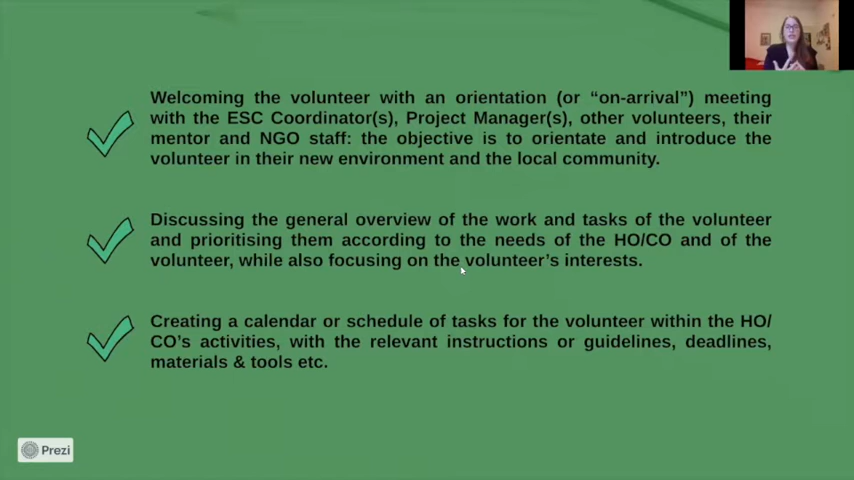 Welcoming the volunteer with an orientation (or “on-arrival”) meeting
with the ESC Coordinator(s), Project Manager(s), other volunteers, their
mentor and NGO staff: the objective is to orientate and introduce the
volunteer in their new environment and the local community.
Discussing the general overview of the work and tasks of the volunteer
and prioritising them according to the needs of the HO/CO and of the
volunteer, while also focusing on the volunteer’s interests.
Creating a calendar or schedule of tasks for the volunteer within the HO/
CO’s activities, with the relevant instructions or guidelines, deadlines,
materials & tools etc.
Prezi